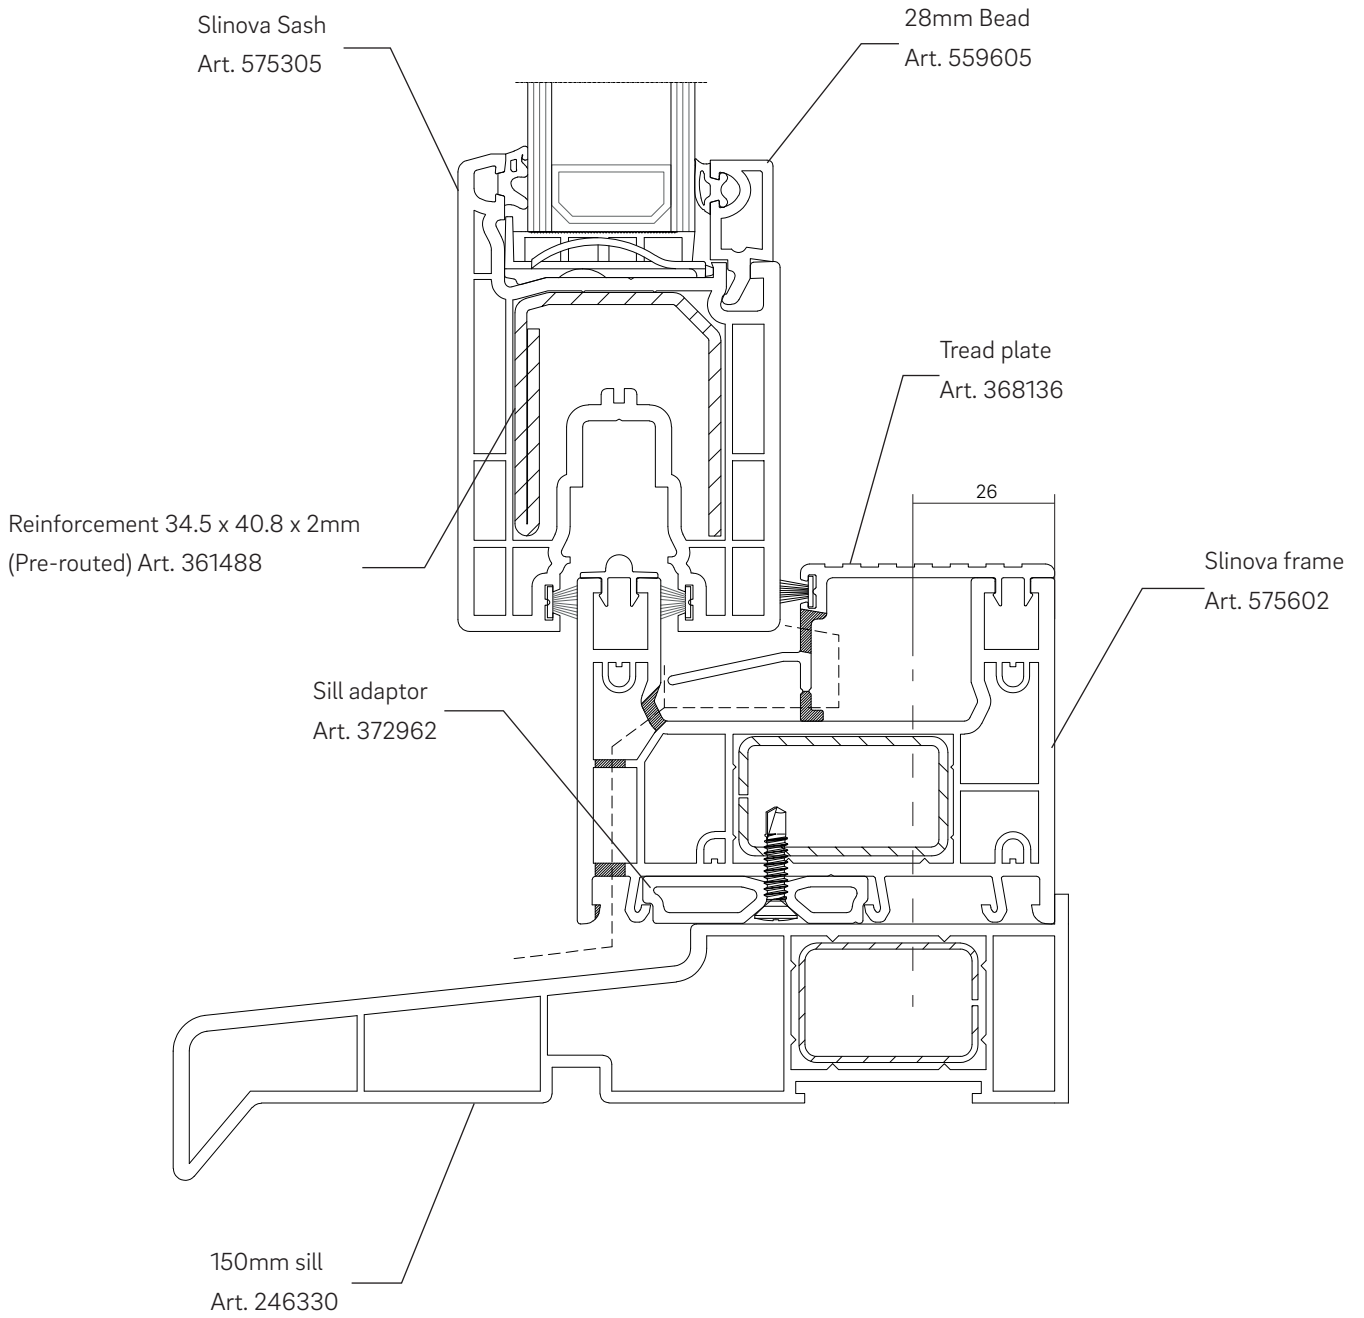 Slinova Sash
Art. 575305
28mm Bead
Art. 559605
Tread plate
Art. 368136
26
Reinforcement 34.5 x 40.8 x 2mm
(Pre-routed) Art. 361488
Slinova frame
Art. 575602
Sill adaptor
Art. 372962
150mm sill
Art. 246330